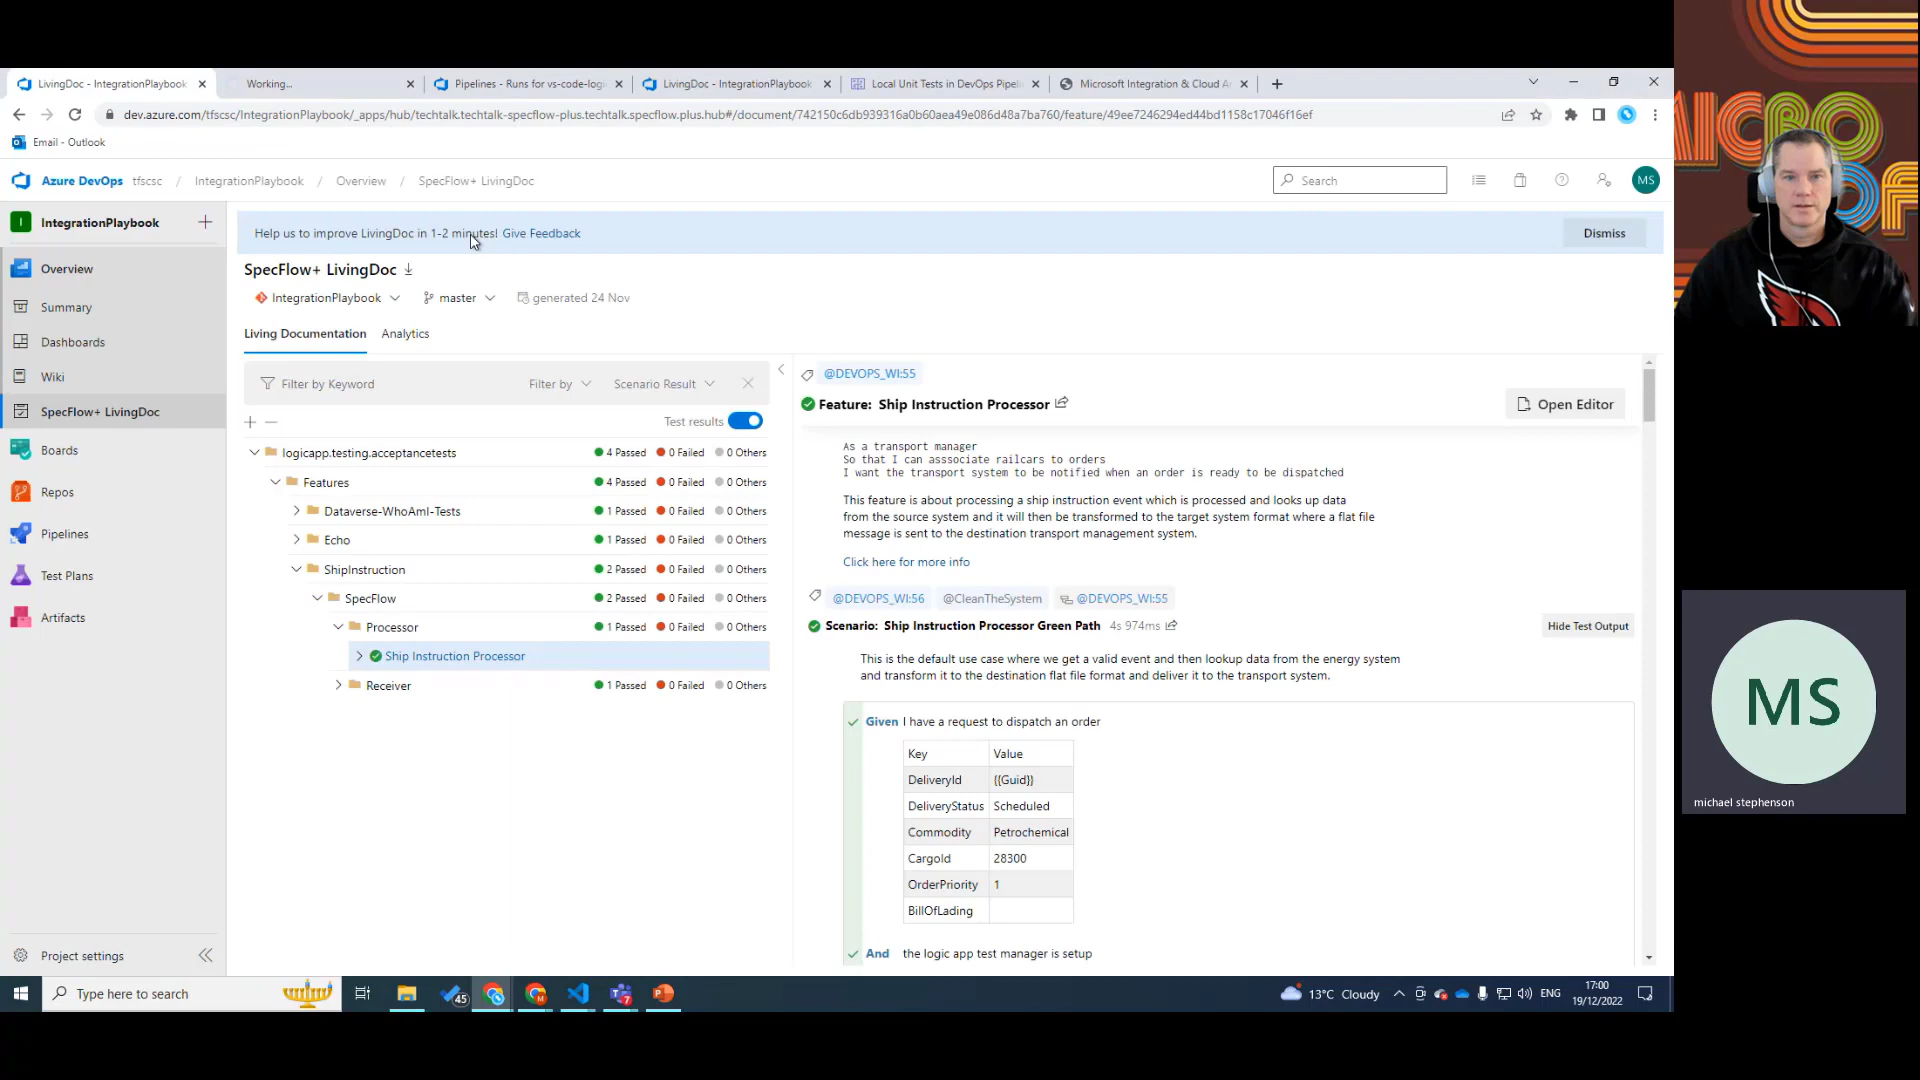 LivingDoc - IntegrationPlaybook
Working...
Pipelines - Runs for vs-code-logi
LivingDoc - IntegrationPlaybook
Local Unit Tests in DevOps Pipeli
Microsoft Integration & Cloud Ar
dev.azure.com/tfscsc/IntegrationPlaybook/_apps/hub/techtalk.techtalk-specflow-plus.techtalk.specflow.plus.hub#/document/742150c6db939316a0b60aea49e086d48a7ba760/feature/49ee7246294ed44bd1158c17046f16ef
Email - Outlook
Azure DevOps tfscsc / IntegrationPlaybook / Overview / SpecFlow+ LivingDoc
Search
MS
I IntegrationPlaybook
Overview
Summary
Dashboards
Wiki
SpecFlow+ LivingDoc
Boards
Repos
Pipelines
Test Plans
Artifacts
Project settings
Help us to improve LivingDoc in 1-2 minutes! Give Feedback
Dismiss
SpecFlow+ LivingDoc
IntegrationPlaybook master generated 24 Nov
Living Documentation Analytics
Filter by Keyword Filter by Scenario Result
Test results
logicapp.testing.acceptancetests 4 Passed 0 Failed 0 Others
Features 4 Passed 0 Failed 0 Others
Dataverse-WhoAmI-Tests 1 Passed 0 Failed 0 Others
Echo 1 Passed 0 Failed 0 Others
ShipInstruction 2 Passed 0 Failed 0 Others
SpecFlow 2 Passed 0 Failed 0 Others
Processor 1 Passed 0 Failed 0 Others
Ship Instruction Processor
Receiver 1 Passed 0 Failed 0 Others
@DEVOPS_WI:55
Feature: Ship Instruction Processor
Open Editor
As a transport manager
So that I can asssociate railcars to orders
I want the transport system to be notified when an order is ready to be dispatched
This feature is about processing a ship instruction event which is processed and looks up data
from the source system and it will then be transformed to the target system format where a flat file
message is sent to the destination transport management system.
Click here for more info
@DEVOPS_WI:56 @CleanTheSystem @DEVOPS_WI:55
Scenario: Ship Instruction Processor Green Path 4s 974ms
Hide Test Output
This is the default use case where we get a valid event and then lookup data from the energy system
and transform it to the destination flat file format and deliver it to the transport system.
Given I have a request to dispatch an order
Key Value
DeliveryId {{Guid}}
DeliveryStatus Scheduled
Commodity Petrochemical
CargoId 28300
OrderPriority 1
BillOfLading
And the logic app test manager is setup
Type here to search
45
7
13°C Cloudy
ENG
17:00
19/12/2022
MICRO
OF
MS
michael stephenson